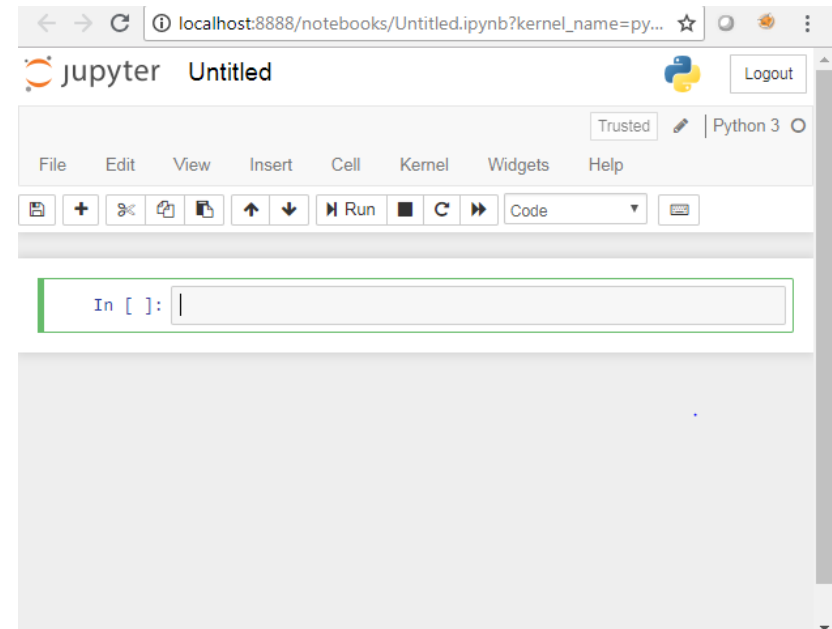 localhost:8888/notebooks/Untitled.ipynb?kernel_name=py...
jupyter Untitled Logout
Trusted Python 3
File Edit View Insert Cell Kernel Widgets Help
Run Code
In [ ]: